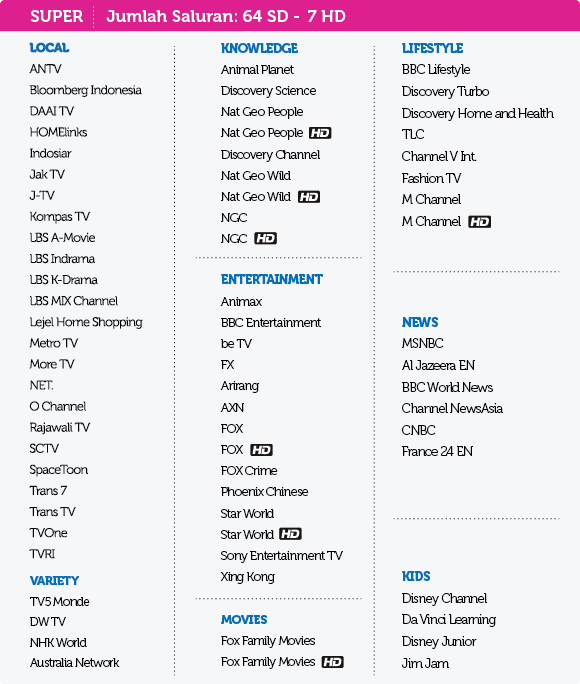 SUPER Jumlah Saluran: 64 SD - 7 HD
LOCAL
ANTV
Bloomberg Indonesia
DAAI TV
HOMElinks
Indosiar
Jak TV
J-TV
Kompas TV
LBS A-Movie
LBS Indrama
LBS K-Drama
LBS MIX Channel
Lejel Home Shopping
Metro TV
More TV
NET.
O Channel
Rajawali TV
SCTV
SpaceToon
Trans 7
Trans TV
TVOne
TVRI
VARIETY
TV5 Monde
DW TV
NHK World
Australia Network
KNOWLEDGE
Animal Planet
Discovery Science
Nat Geo People
Nat Geo People HD
Discovery Channel
Nat Geo Wild
Nat Geo Wild HD
NGC
NGC HD
ENTERTAINMENT
Animax
BBC Entertainment
be TV
FX
Arirang
AXN
FOX
FOX HD
FOX Crime
Phoenix Chinese
Star World
Star World HD
Sony Entertainment TV
Xing Kong
MOVIES
Fox Family Movies
Fox Family Movies HD
LIFESTYLE
BBC Lifestyle
Discovery Turbo
Discovery Home and Health
TLC
Channel V Int.
Fashion TV
M Channel
M Channel HD
NEWS
MSNBC
Al Jazeera EN
BBC World News
Channel NewsAsia
CNBC
France 24 EN
KIDS
Disney Channel
Da Vinci Learning
Disney Junior
Jim Jam